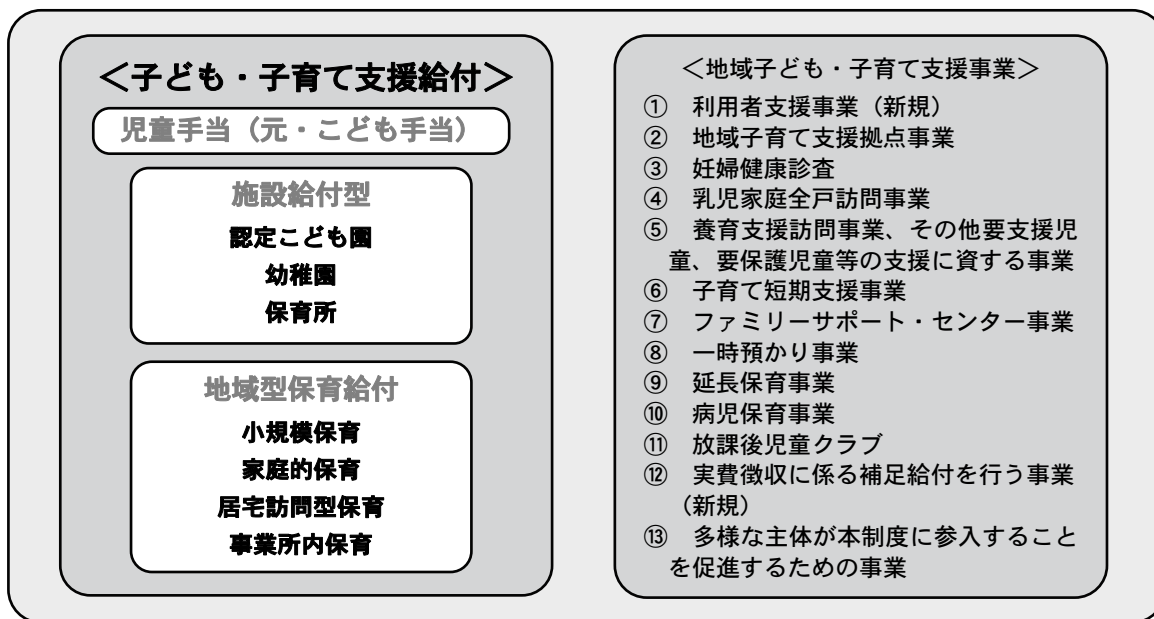 ＜子ども・子育て支援給付＞
児童手当（元・こども手当）
施設給付型
認定こども園
幼稚園
保育所
地域型保育給付
小規模保育
家庭的保育
居宅訪問型保育
事業所内保育
＜地域子ども・子育て支援事業＞
① 利用者支援事業（新規）
② 地域子育て支援拠点事業
③ 妊婦健康診査
④ 乳児家庭全戸訪問事業
⑤ 養育支援訪問事業、その他要支援児
童、要保護児童等の支援に資する事業
⑥ 子育て短期支援事業
⑦ ファミリーサポート・センター事業
⑧ 一時預かり事業
⑨ 延長保育事業
⑩ 病児保育事業
⑪ 放課後児童クラブ
⑫ 実費徴収に係る補足給付を行う事業
（新規）
⑬ 多様な主体が本制度に参入すること
を促進するための事業